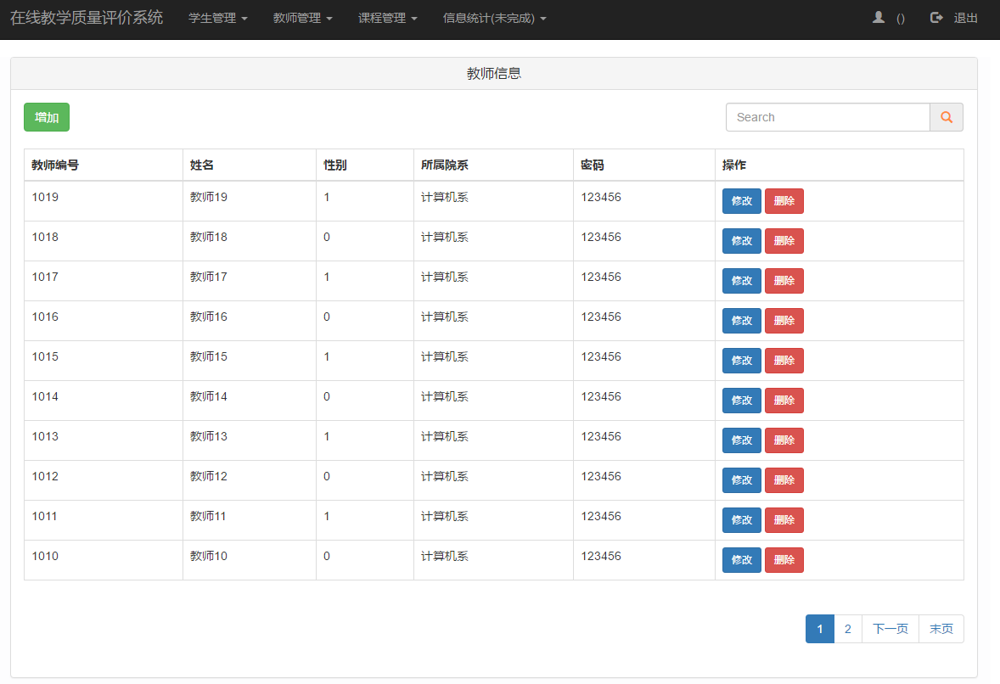 在线教学质量评价系统 学生管理 教师管理 课程管理 信息统计(未完成) () 退出
教师信息
增加 Search
教师编号 姓名 性别 所属院系 密码 操作
1019 教师19 1 计算机系 123456 修改 删除
1018 教师18 0 计算机系 123456 修改 删除
1017 教师17 1 计算机系 123456 修改 删除
1016 教师16 0 计算机系 123456 修改 删除
1015 教师15 1 计算机系 123456 修改 删除
1014 教师14 0 计算机系 123456 修改 删除
1013 教师13 1 计算机系 123456 修改 删除
1012 教师12 0 计算机系 123456 修改 删除
1011 教师11 1 计算机系 123456 修改 删除
1010 教师10 0 计算机系 123456 修改 删除
1 2 下一页 末页